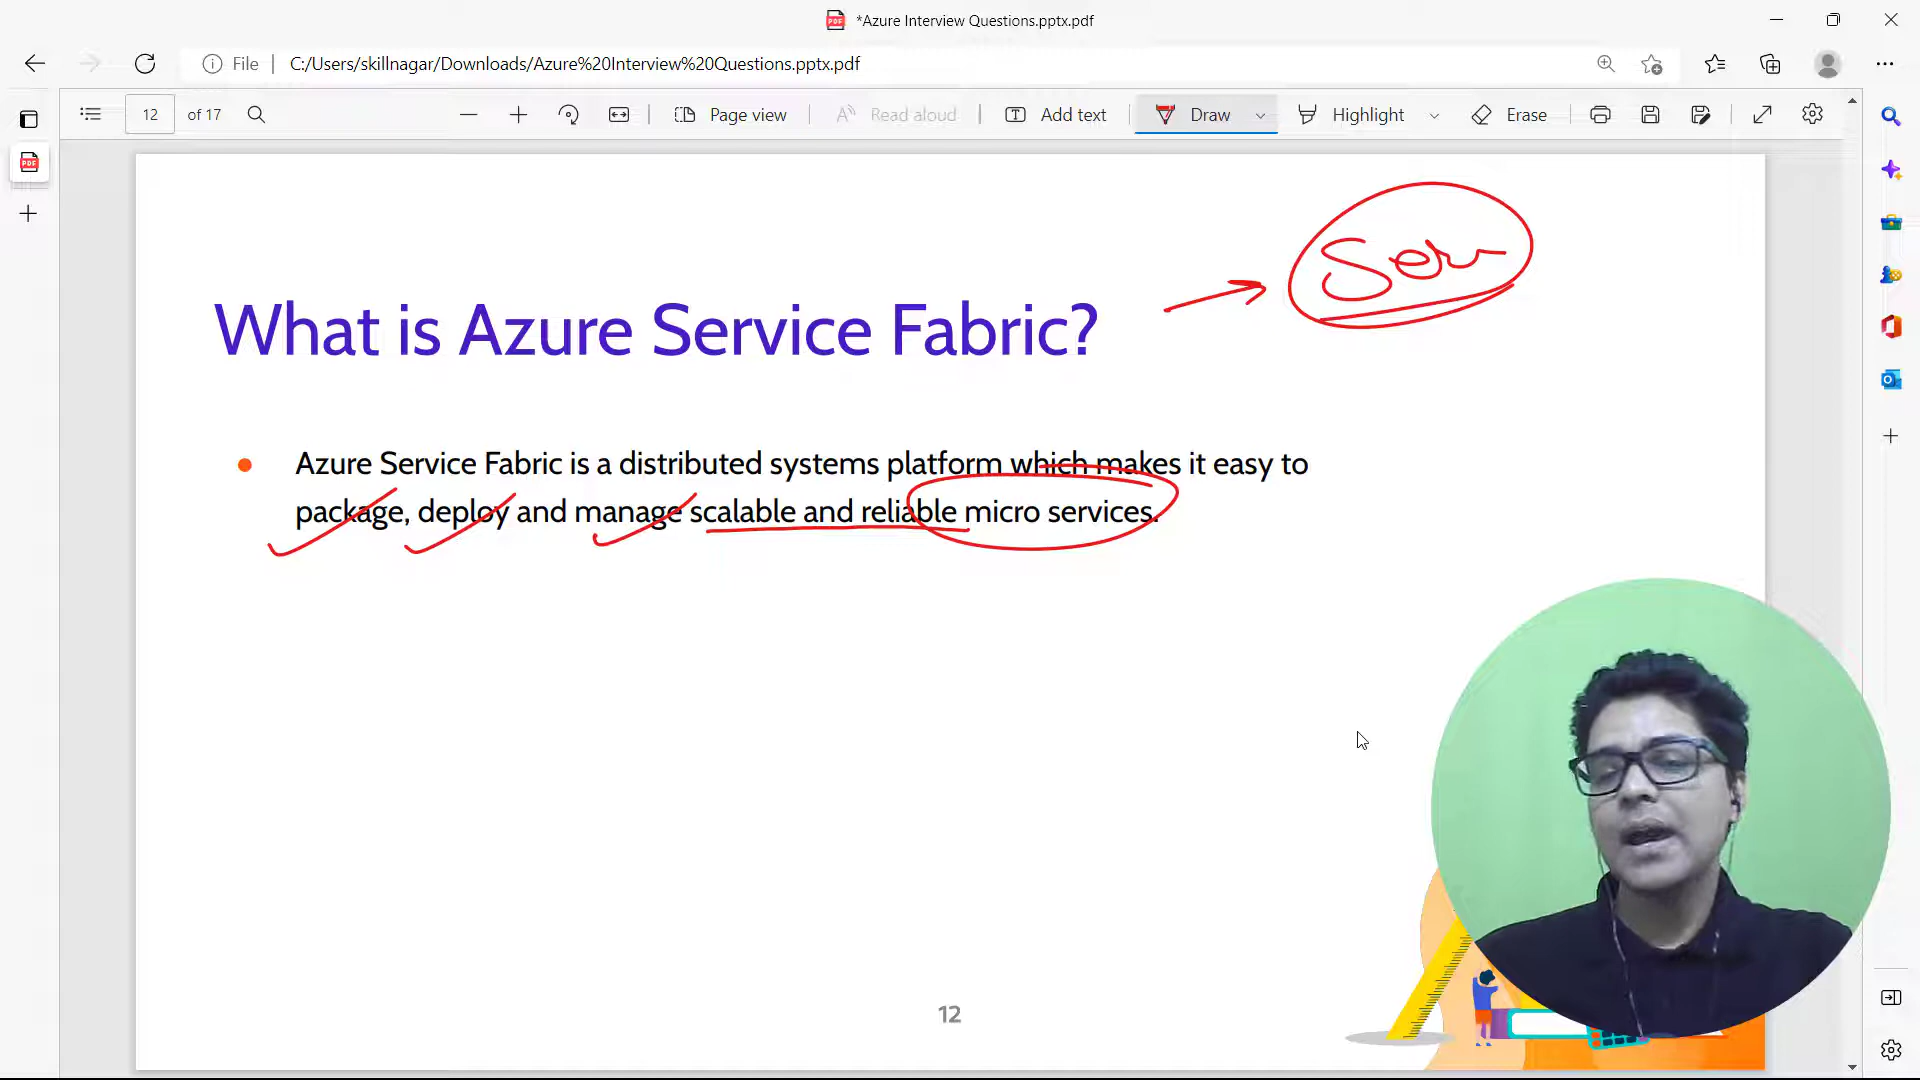 *Azure Interview Questions.pptx.pdf
File C:/Users/skillnagar/Downloads/Azure%20Interview%20Questions.pptx.pdf
12 of 17 Page view Read aloud Add text Draw Highlight Erase
Serv
What is Azure Service Fabric?
Azure Service Fabric is a distributed systems platform which makes it easy to
package, deploy and manage scalable and reliable micro services.
12